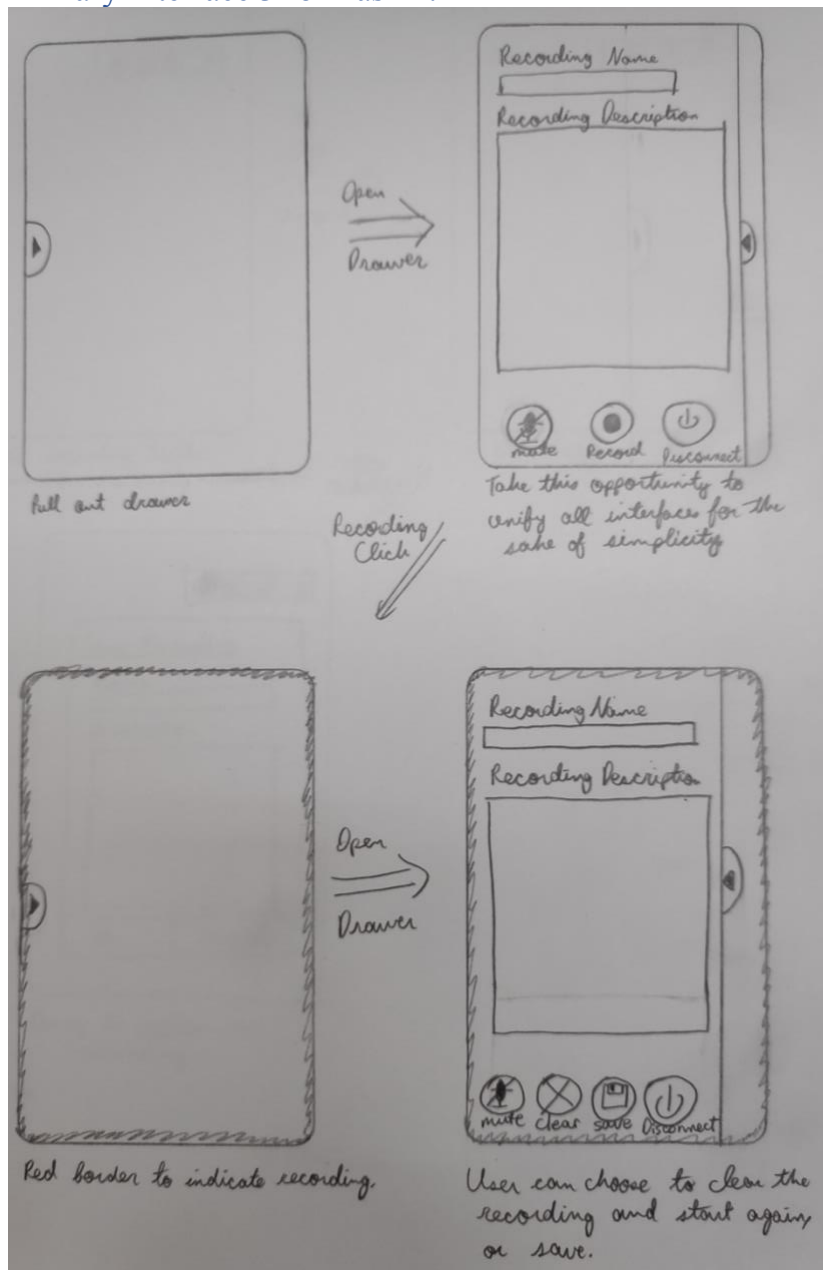 Recording Name
Recording Description
Open
Drawer
mute Record Disconnect
Pull out drawer
Take this opportunity to
unify all interfaces for the
sake of simplicity
Recording
Click
Recording Name
Recording Description
Open
Drawer
mute clear save Disconnect
Red border to indicate recording.
User can choose to clear the
recording and start again,
or save.